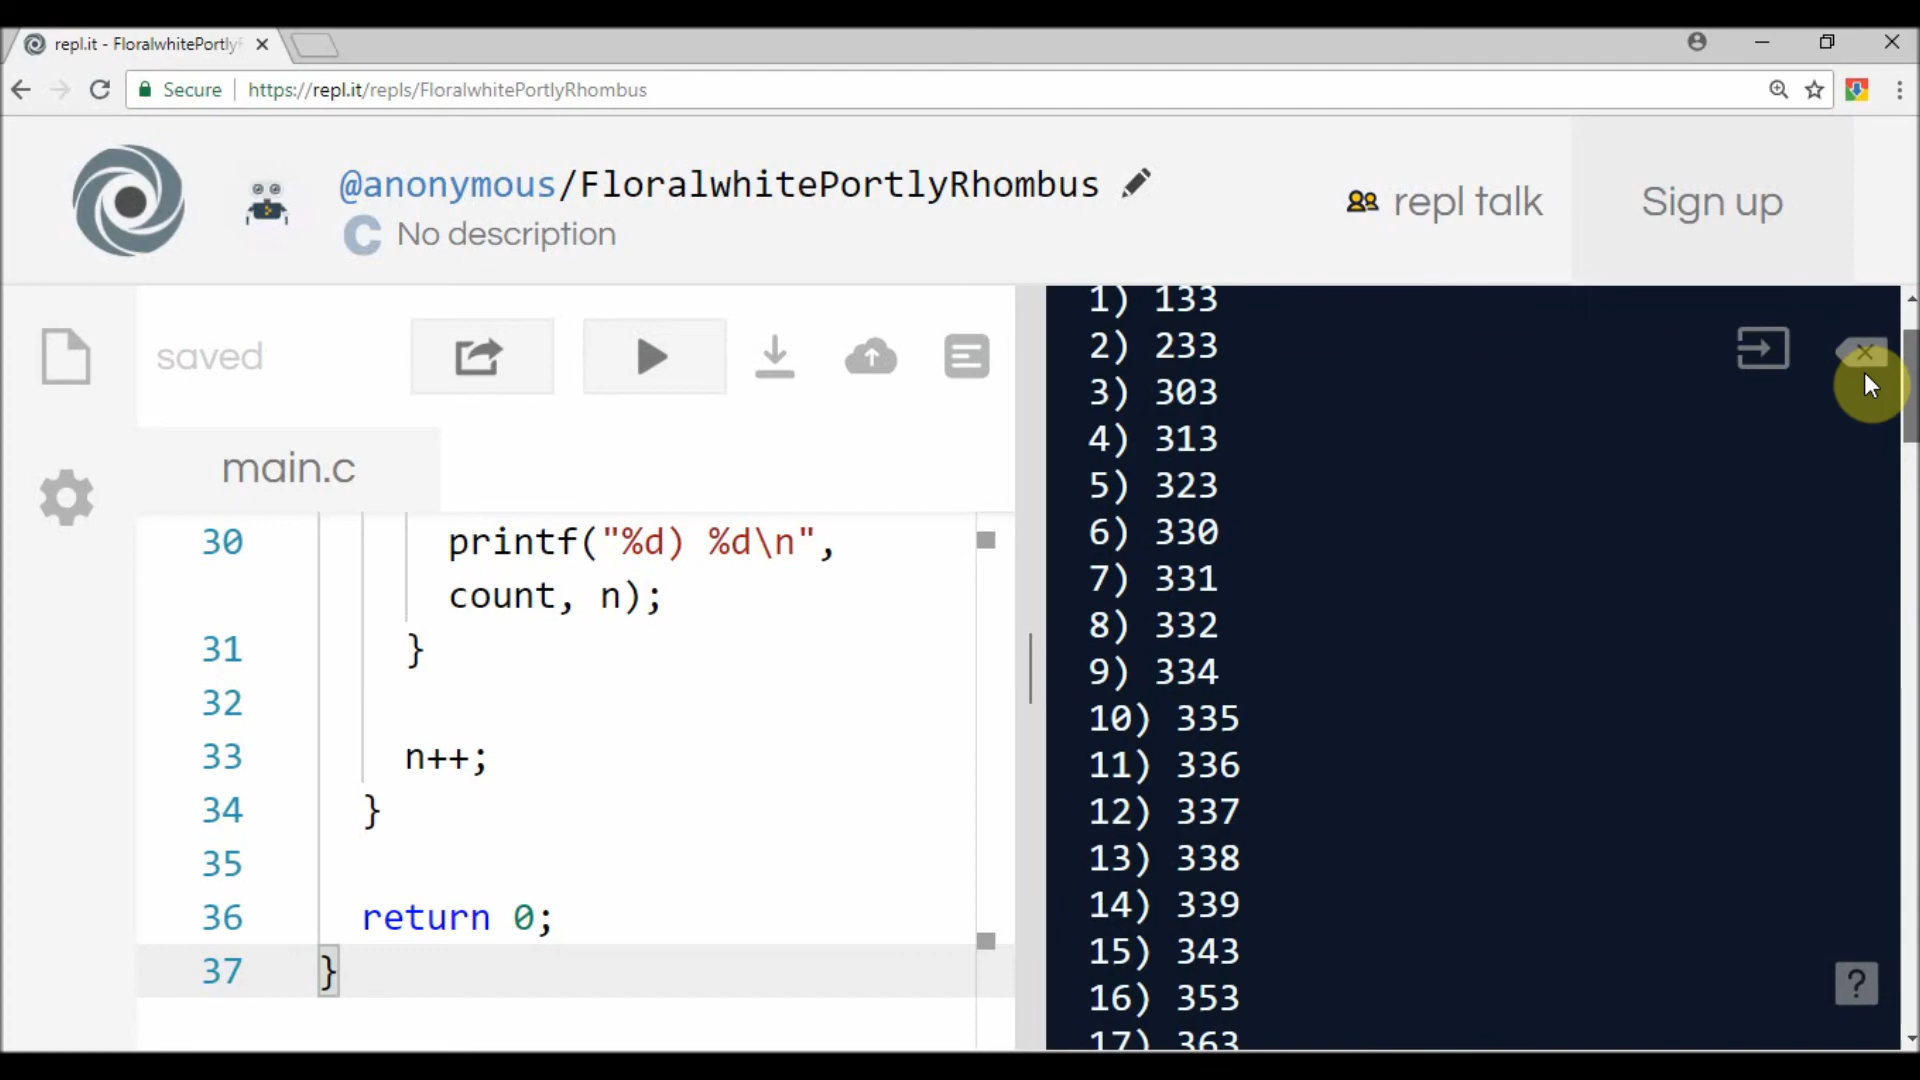 repl.it - FloralwhitePortly
Secure https://repl.it/repls/FloralwhitePortlyRhombus
@anonymous/FloralwhitePortlyRhombus
C No description
repl talk
Sign up
saved
main.c
30 printf("%d) %d\n",
count, n);
31 }
32
33 n++;
34 }
35
36 return 0;
37 }
1) 133
2) 233
3) 303
4) 313
5) 323
6) 330
7) 331
8) 332
9) 334
10) 335
11) 336
12) 337
13) 338
14) 339
15) 343
16) 353
17) 363
?